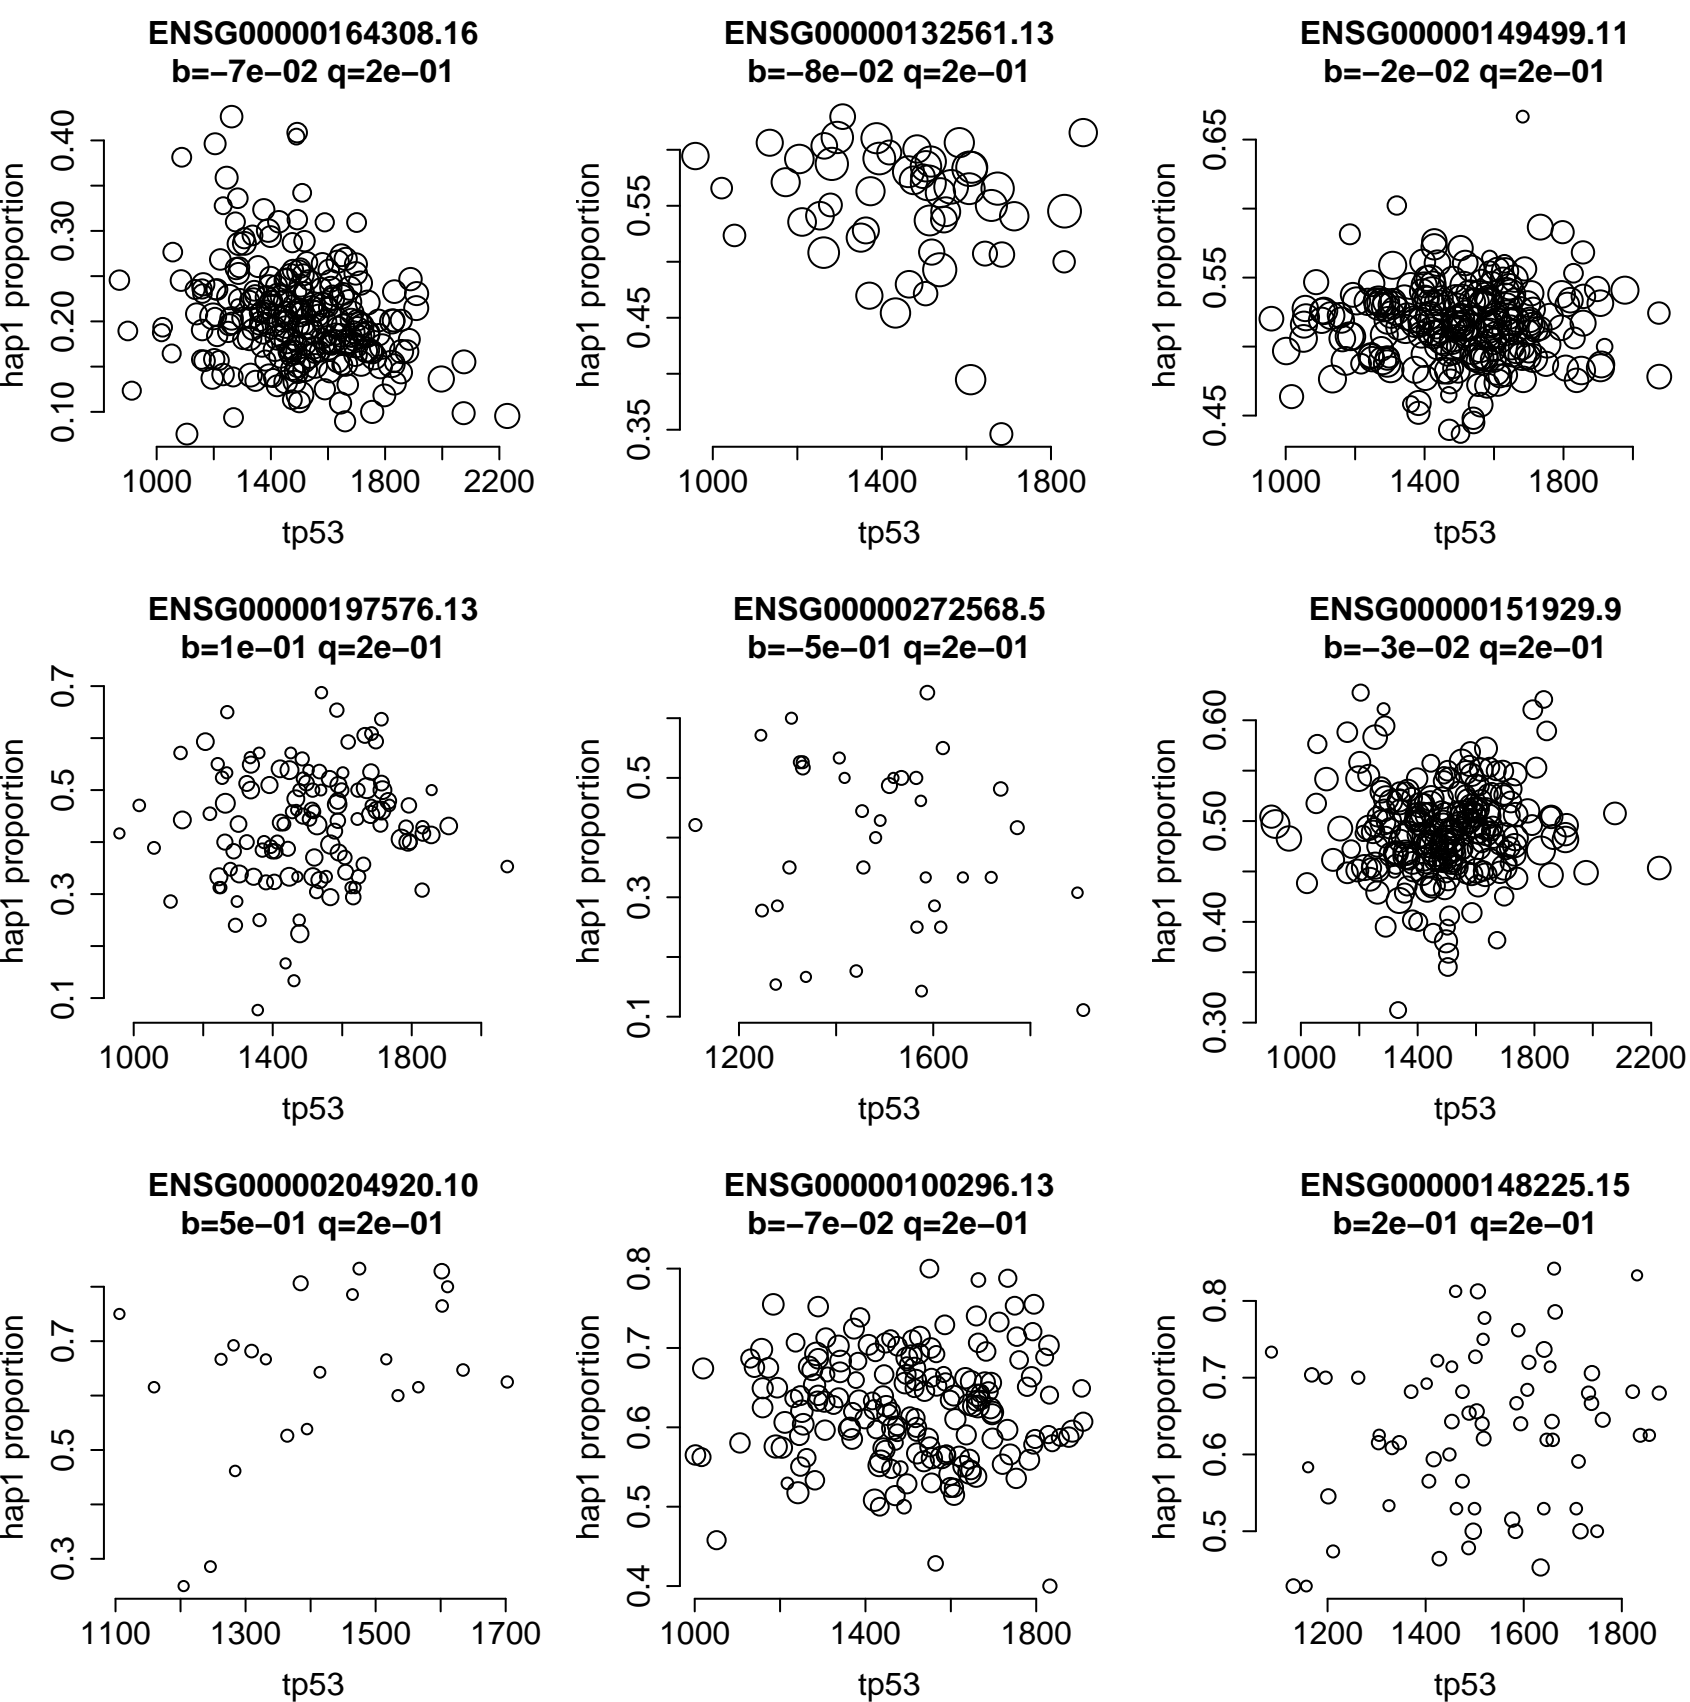 ENSG00000164308.16
b=−7e−02 q=2e−01
hap1 proportion
0.10 0.20 0.30 0.40
1000 1400 1800 2200
tp53
ENSG00000132561.13
b=−8e−02 q=2e−01
hap1 proportion
0.35 0.45 0.55
1000 1400 1800
tp53
ENSG00000149499.11
b=−2e−02 q=2e−01
hap1 proportion
0.45 0.55 0.65
1000 1400 1800
tp53
ENSG00000197576.13
b=1e−01 q=2e−01
hap1 proportion
0.1 0.3 0.5 0.7
1000 1400 1800
tp53
ENSG00000272568.5
b=−5e−01 q=2e−01
hap1 proportion
0.1 0.3 0.5
1200 1600
tp53
ENSG00000151929.9
b=−3e−02 q=2e−01
hap1 proportion
0.30 0.40 0.50 0.60
1000 1400 1800 2200
tp53
ENSG00000204920.10
b=5e−01 q=2e−01
hap1 proportion
0.3 0.5 0.7
1100 1300 1500 1700
tp53
ENSG00000100296.13
b=−7e−02 q=2e−01
hap1 proportion
0.4 0.5 0.6 0.7 0.8
1000 1400 1800
tp53
ENSG00000148225.15
b=2e−01 q=2e−01
hap1 proportion
0.5 0.6 0.7 0.8
1200 1400 1600 1800
tp53